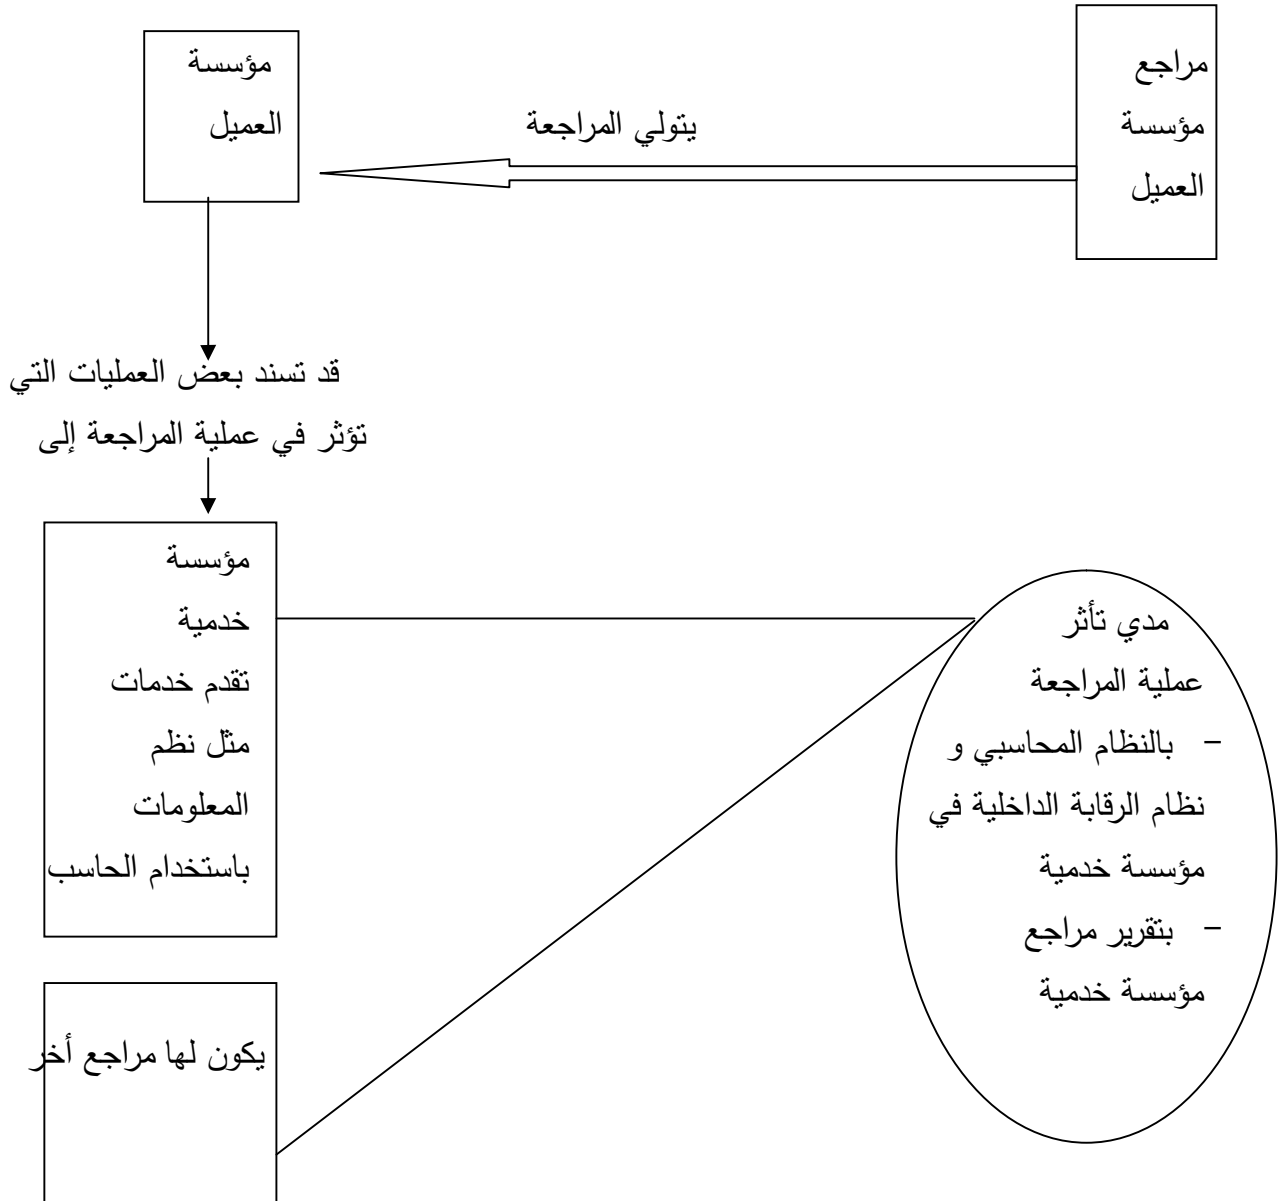 مراجع
مؤسسة
العميل
يتولي المراجعة
مؤسسة
العميل
قد تسند بعض العمليات التي
تؤثر في عملية المراجعة إلى
مؤسسة
خدمية
تقدم خدمات
مثل نظم
المعلومات
باستخدام الحاسب
يكون لها مراجع أخر
مدي تأثر
عملية المراجعة
- بالنظام المحاسبي و
نظام الرقابة الداخلية في
مؤسسة خدمية
- بتقرير مراجع
مؤسسة خدمية